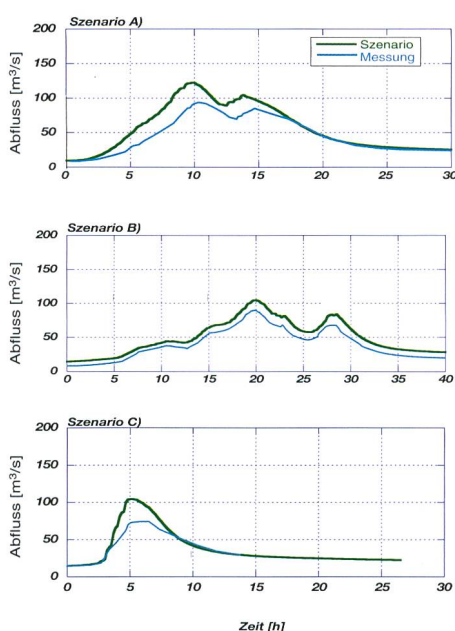 Szenario A)
200
150
100
50
0
Abfluss [m³/s]
Szenario
Messung
0 5 10 15 20 25 30
Szenario B)
200
150
100
50
0
Abfluss [m³/s]
0 5 10 15 20 25 30 35 40
Szenario C)
200
150
100
50
0
Abfluss [m³/s]
0 5 10 15 20 25 30
Zeit [h]